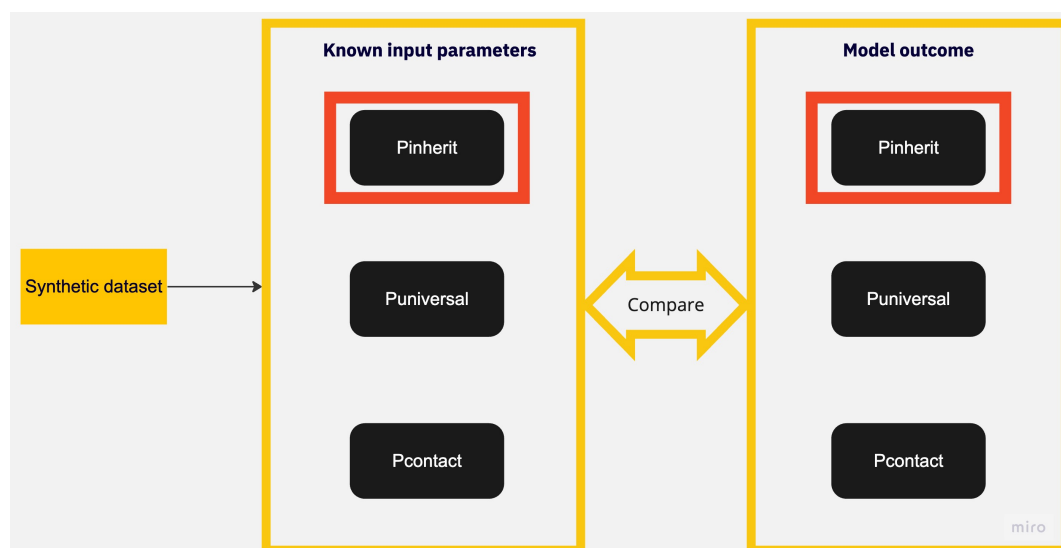 Known input parameters
Model outcome
Pinherit
Pinherit
Synthetic dataset
Puniversal
Compare
Puniversal
Pcontact
Pcontact
miro